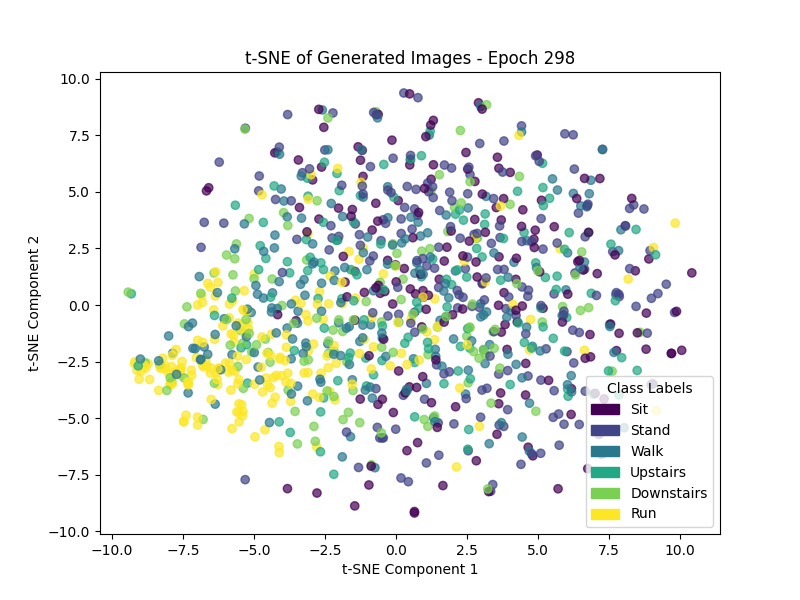 t-SNE of Generated Images - Epoch 298
10.0
7.5
5.0
2.5
0.0
−2.5
−5.0
−7.5
−10.0
t-SNE Component 2
Class Labels
Sit
Stand
Walk
Upstairs
Downstairs
Run
−10.0 −7.5 −5.0 −2.5 0.0 2.5 5.0 7.5 10.0
t-SNE Component 1